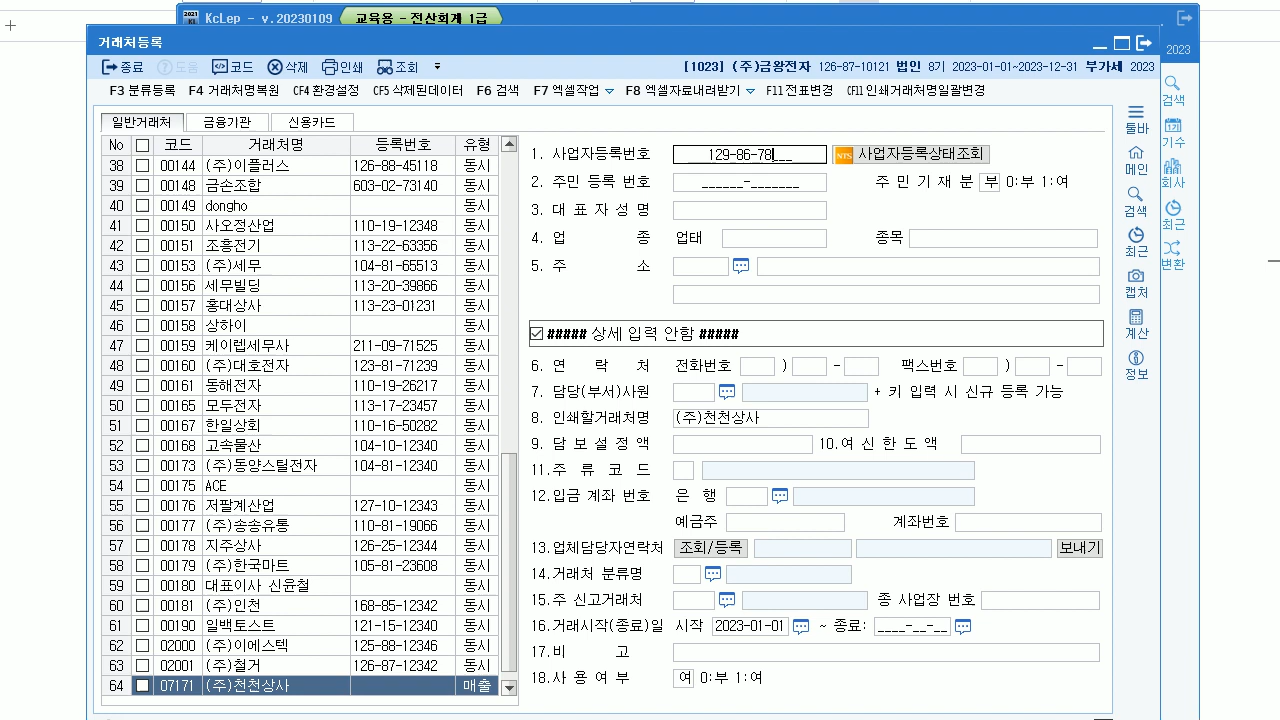 KcLep - v.20230109 교육용 - 전산회계 1급
거래처등록
2023
종료 도움 코드 삭제 인쇄 조회 [1023] (주)금왕전자 126-87-10121 법인 8기 2023-01-01~2023-12-31 부가세 2023
F3 분류등록 F4 거래처명복원 CF4 환경설정 CF5 삭제된데이터 F6 검색 F7 엑셀작업 F8 엑셀자료내려받기 F11 전표변경 CF11 인쇄거래처명일괄변경
일반거래처 금융기관 신용카드
No 코드 거래처명 등록번호 유형
38 00144 (주)이플러스 126-88-45118 동시
39 00148 금손조합 603-02-73140 동시
40 00149 dongho 동시
41 00150 사오정산업 110-19-12348 동시
42 00151 조흥전기 113-22-63356 동시
43 00153 (주)세무 104-81-65513 동시
44 00156 세무빌딩 113-20-39866 동시
45 00157 홍대상사 113-23-01231 동시
46 00158 상하이 동시
47 00159 케이렙세무사 211-09-71525 동시
48 00160 (주)대호전자 123-81-71239 동시
49 00161 동해전자 110-19-26217 동시
50 00165 모두전자 113-17-23457 동시
51 00167 한일상회 110-16-50282 동시
52 00168 고속물산 104-10-12340 동시
53 00173 (주)동양스틸전자 104-81-12340 동시
54 00175 ACE 동시
55 00176 저팔계산업 127-10-12343 동시
56 00177 (주)송송유통 110-81-19066 동시
57 00178 지주상사 126-25-12344 동시
58 00179 (주)한국마트 105-81-23608 동시
59 00180 대표이사 신윤철 동시
60 00181 (주)인천 168-85-12342 동시
61 00190 일백토스트 121-15-12340 동시
62 02000 (주)이에스텍 125-88-12346 동시
63 02001 (주)철거 126-87-12342 동시
64 07171 (주)천천상사 매출
1. 사업자등록번호 129-86-78___ NTS 사업자등록상태조회
2. 주민 등록 번호 ______-_______ 주 민 기 재 분 부 0:부 1:여
3. 대 표 자 성 명
4. 업 종 업태 종목
5. 주 소
##### 상세 입력 안함 #####
6. 연 락 처 전화번호 ) - 팩스번호 ) -
7. 담당(부서)사원 + 키 입력 시 신규 등록 가능
8. 인쇄할거래처명 (주)천천상사
9. 담 보 설 정 액 10.여 신 한 도 액
11.주 류 코 드
12.입금 계좌 번호 은 행
예금주 계좌번호
13.업체담당자연락처 조회/등록 보내기
14.거래처 분류명
15.주 신고거래처 종 사업장 번호
16.거래시작(종료)일 시작 2023-01-01 ~ 종료: ____-__-__
17.비 고
18.사 용 여 부 여 0:부 1:여
툴바
메인
검색
최근
캡처
계산
정보
검색
기수
회사
최근
변환